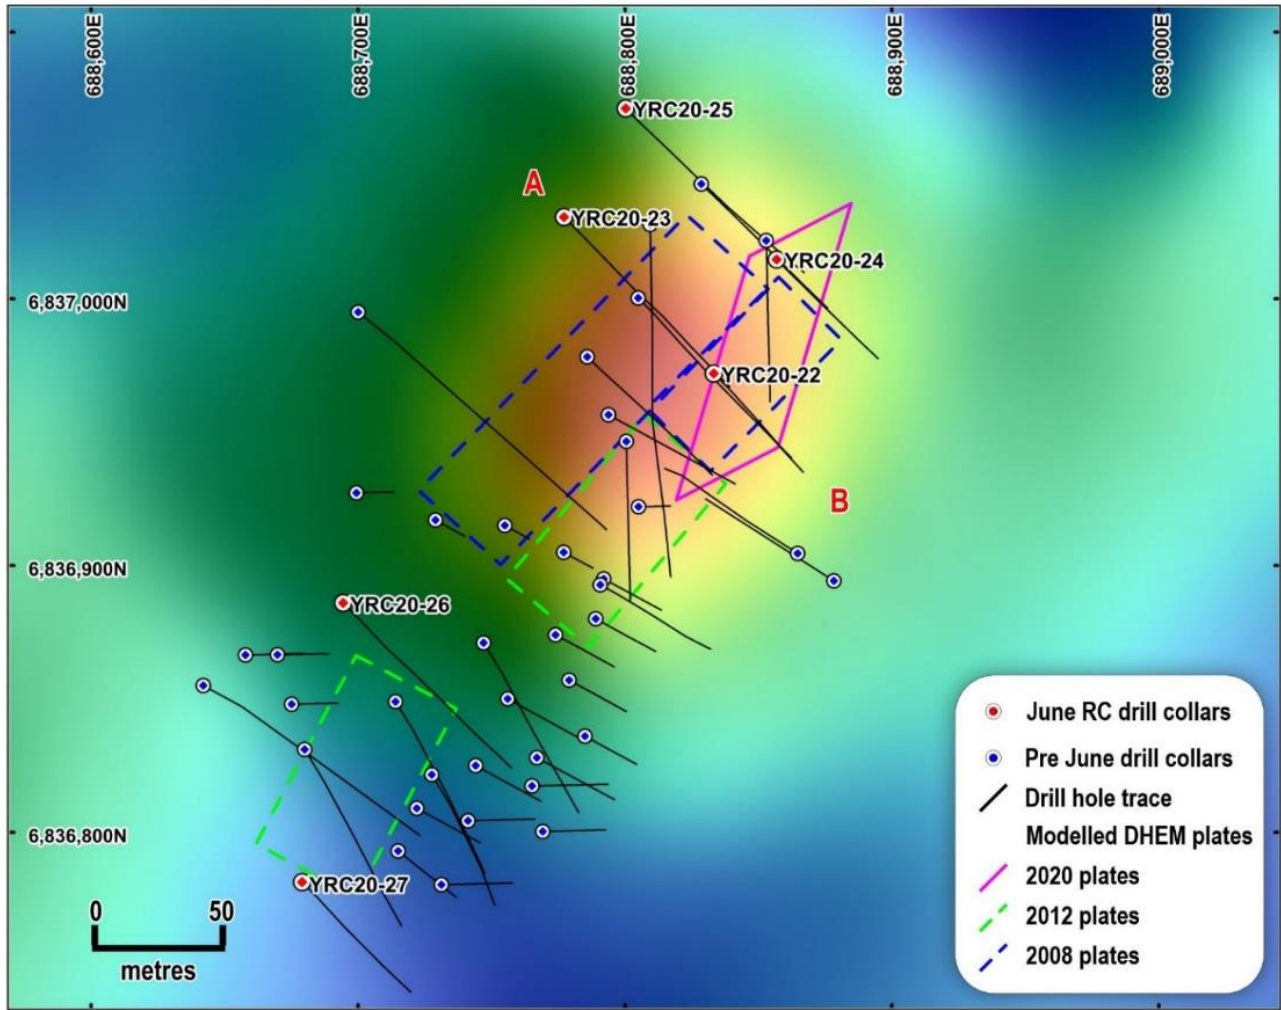 688,600E
688,700E
688,800E
688,900E
689,000E
YRC20-25
A
YRC20-23
YRC20-24
6,837,000N
YRC20-22
B
6,836,900N
YRC20-26
6,836,800N
YRC20-27
0 50
metres
June RC drill collars
Pre June drill collars
Drill hole trace
Modelled DHEM plates
2020 plates
2012 plates
2008 plates